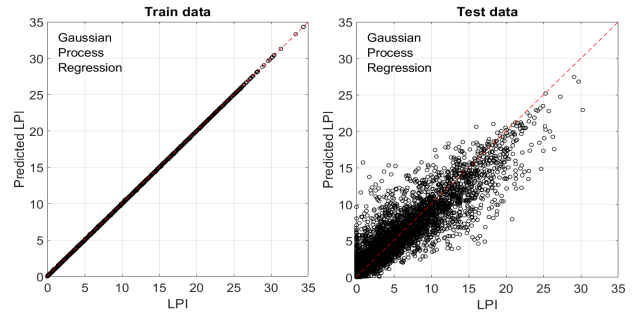 Train data
35
30
25
20
15
10
5
0
Predicted LPI
Gaussian
Process
Regression
0 5 10 15 20 25 30 35
LPI
Test data
35
30
25
20
15
10
5
0
Predicted LPI
Gaussian
Process
Regression
0 5 10 15 20 25 30 35
LPI